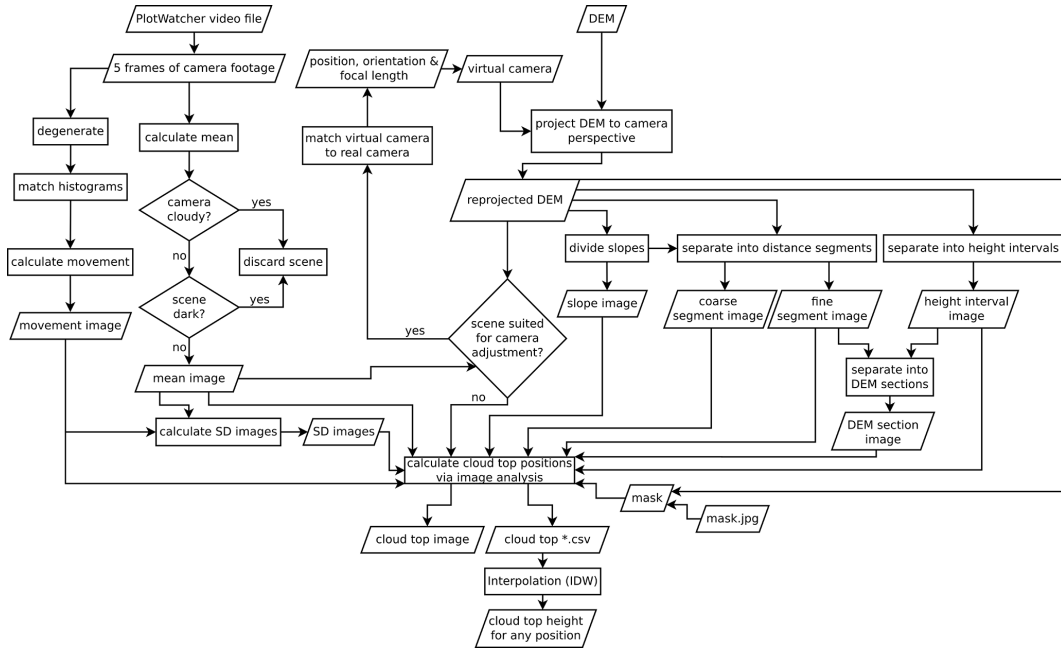 PlotWatcher video file
5 frames of camera footage
degenerate
match histograms
calculate movement
movement image
calculate mean
camera
cloudy?
yes
no
discard scene
scene
dark?
yes
no
mean image
calculate SD images
SD images
position, orientation &
focal length
virtual camera
match virtual camera
to real camera
DEM
project DEM to camera
perspective
reprojected DEM
scene suited
for camera
adjustment?
yes
no
divide slopes
slope image
separate into distance segments
coarse
segment image
fine
segment image
separate into height intervals
height interval
image
separate into
DEM sections
DEM section
image
calculate cloud top positions
via image analysis
mask
mask.jpg
cloud top image
cloud top *.csv
Interpolation (IDW)
cloud top height
for any position